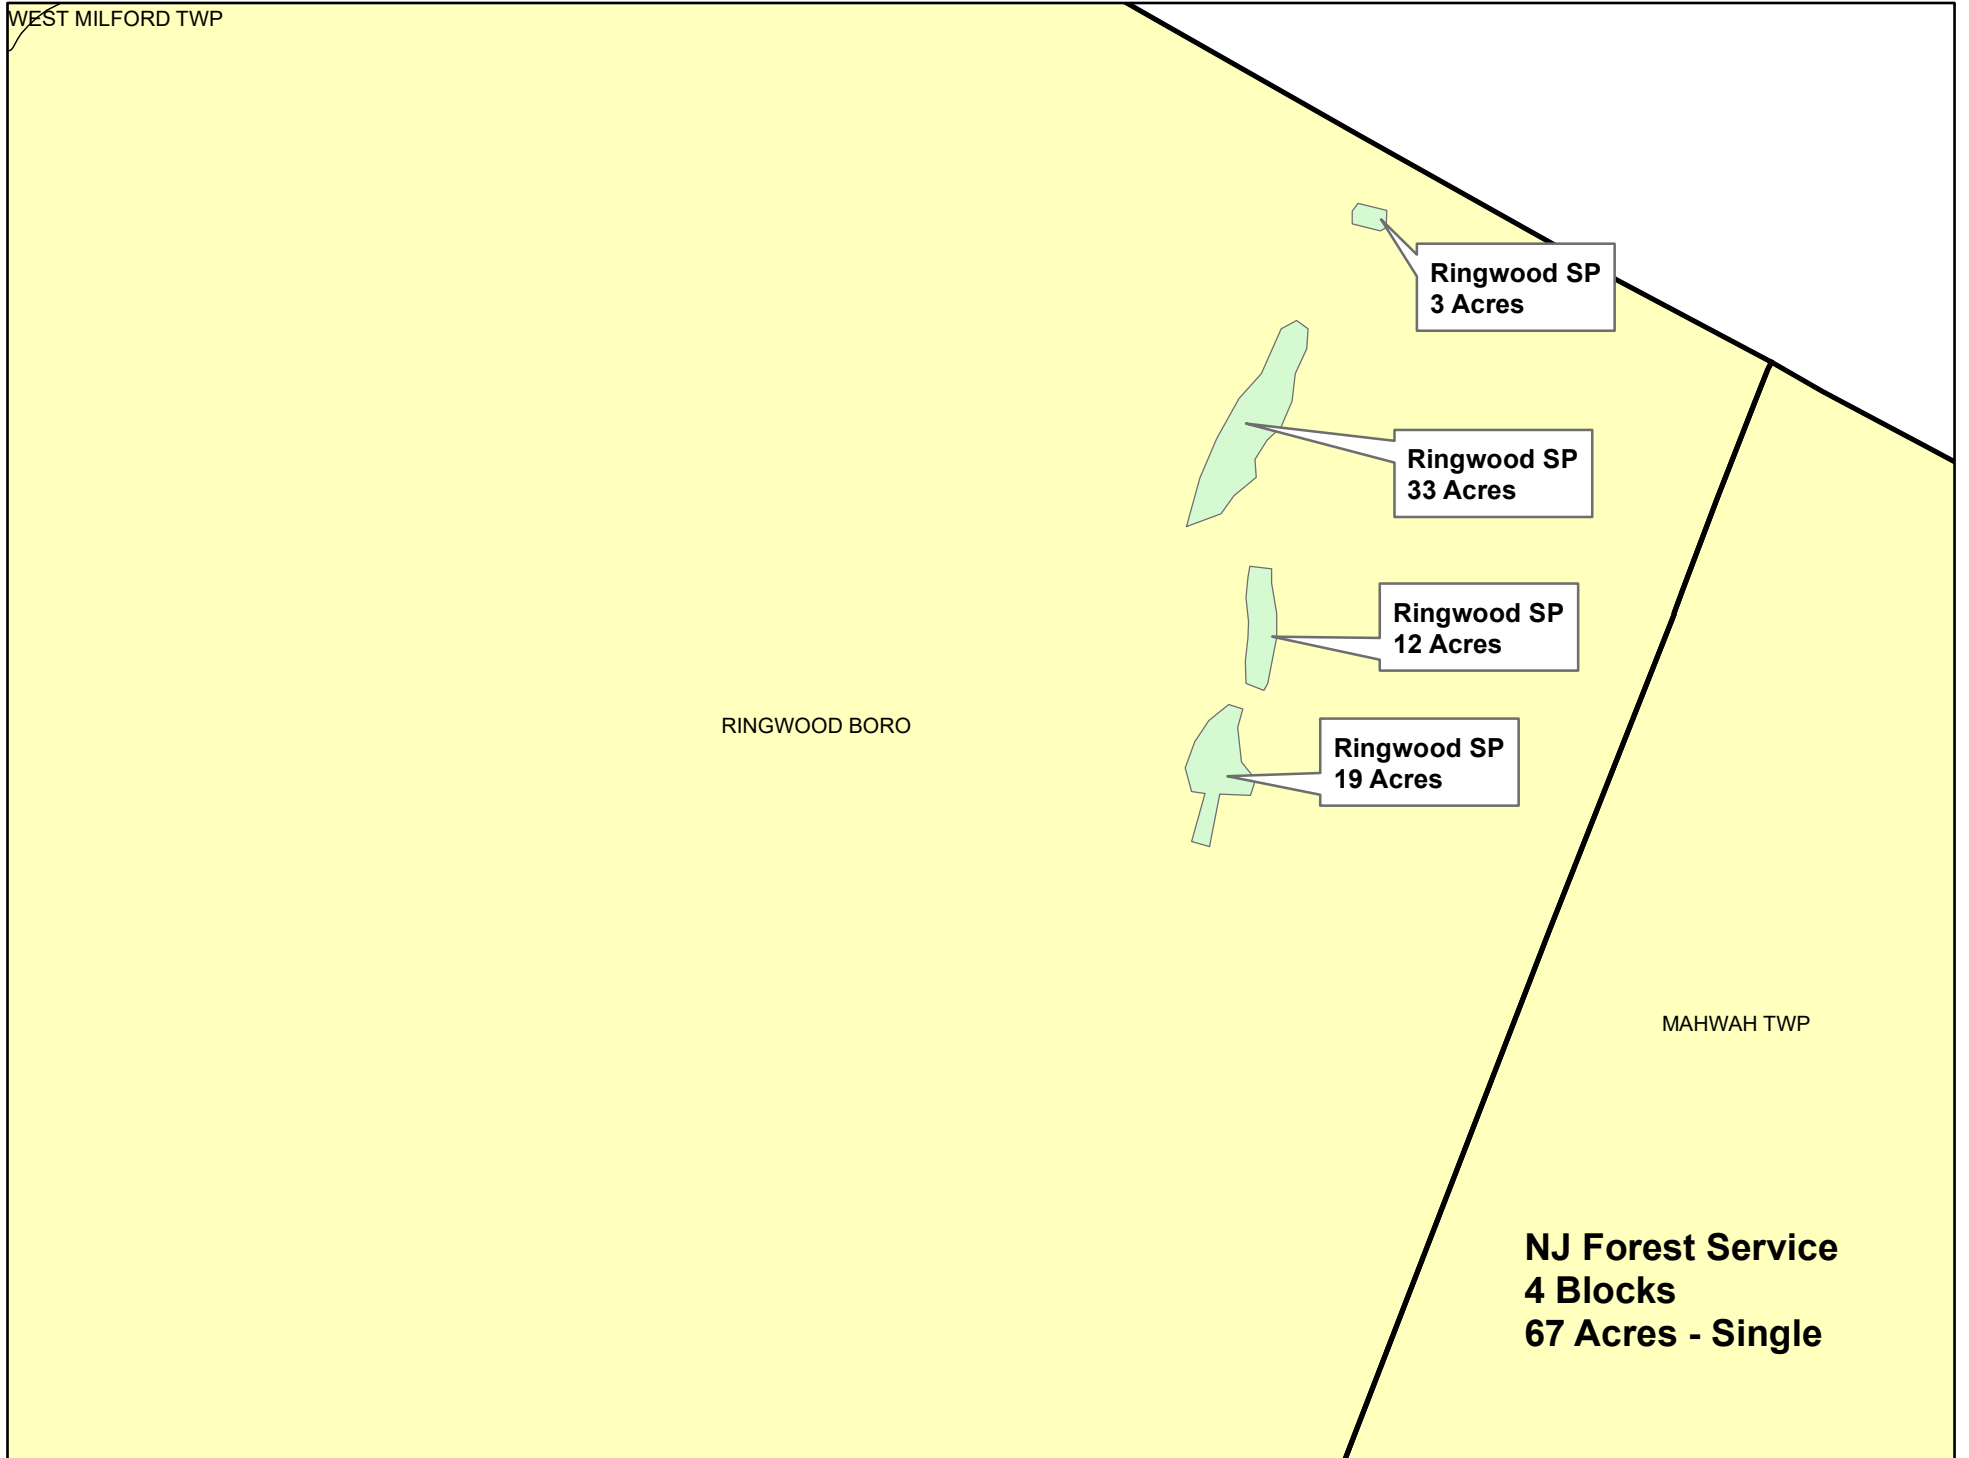 WEST MILFORD TWP
Ringwood SP
3 Acres
Ringwood SP
33 Acres
Ringwood SP
12 Acres
RINGWOOD BORO
Ringwood SP
19 Acres
MAHWAH TWP
NJ Forest Service
4 Blocks
67 Acres - Single